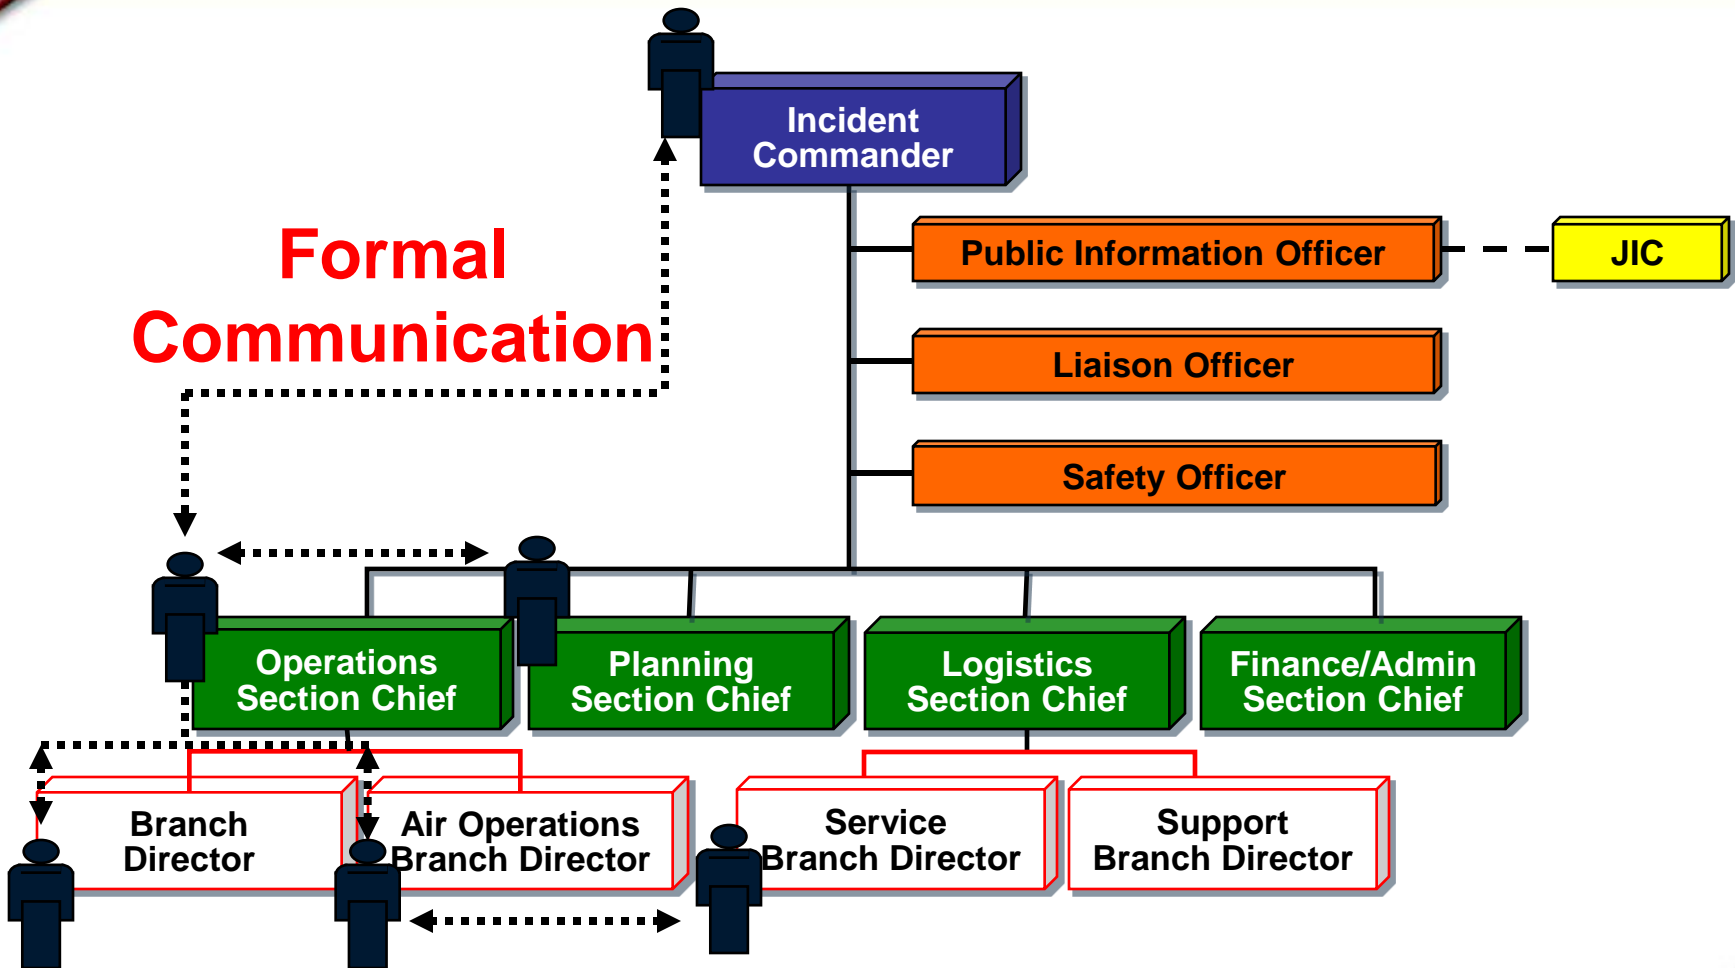 Incident
Commander
Formal
Communication
Public Information Officer
JIC
Liaison Officer
Safety Officer
Operations
Section Chief
Planning
Section Chief
Logistics
Section Chief
Finance/Admin
Section Chief
Branch
Director
Air Operations
Branch Director
Service
Branch Director
Support
Branch Director